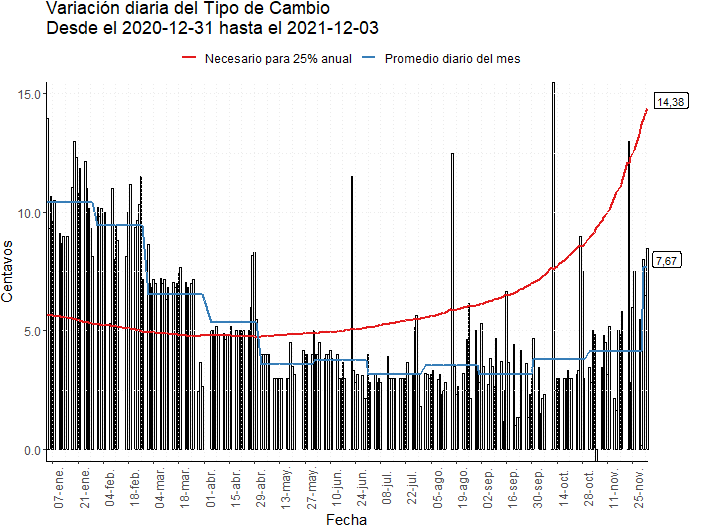 Variación diaria del Tipo de Cambio
Desde el 2020-12-31 hasta el 2021-12-03
Necesario para 25% anual
Promedio diario del mes
15.0
10.0
5.0
0.0
Centavos
14,38
7,67
07-ene.
21-ene.
04-feb.
18-feb.
04-mar.
18-mar.
01-abr.
15-abr.
29-abr.
13-may.
27-may.
10-jun.
24-jun.
08-jul.
22-jul.
05-ago.
19-ago.
02-sep.
16-sep.
30-sep.
14-oct.
28-oct.
11-nov.
25-nov.
Fecha